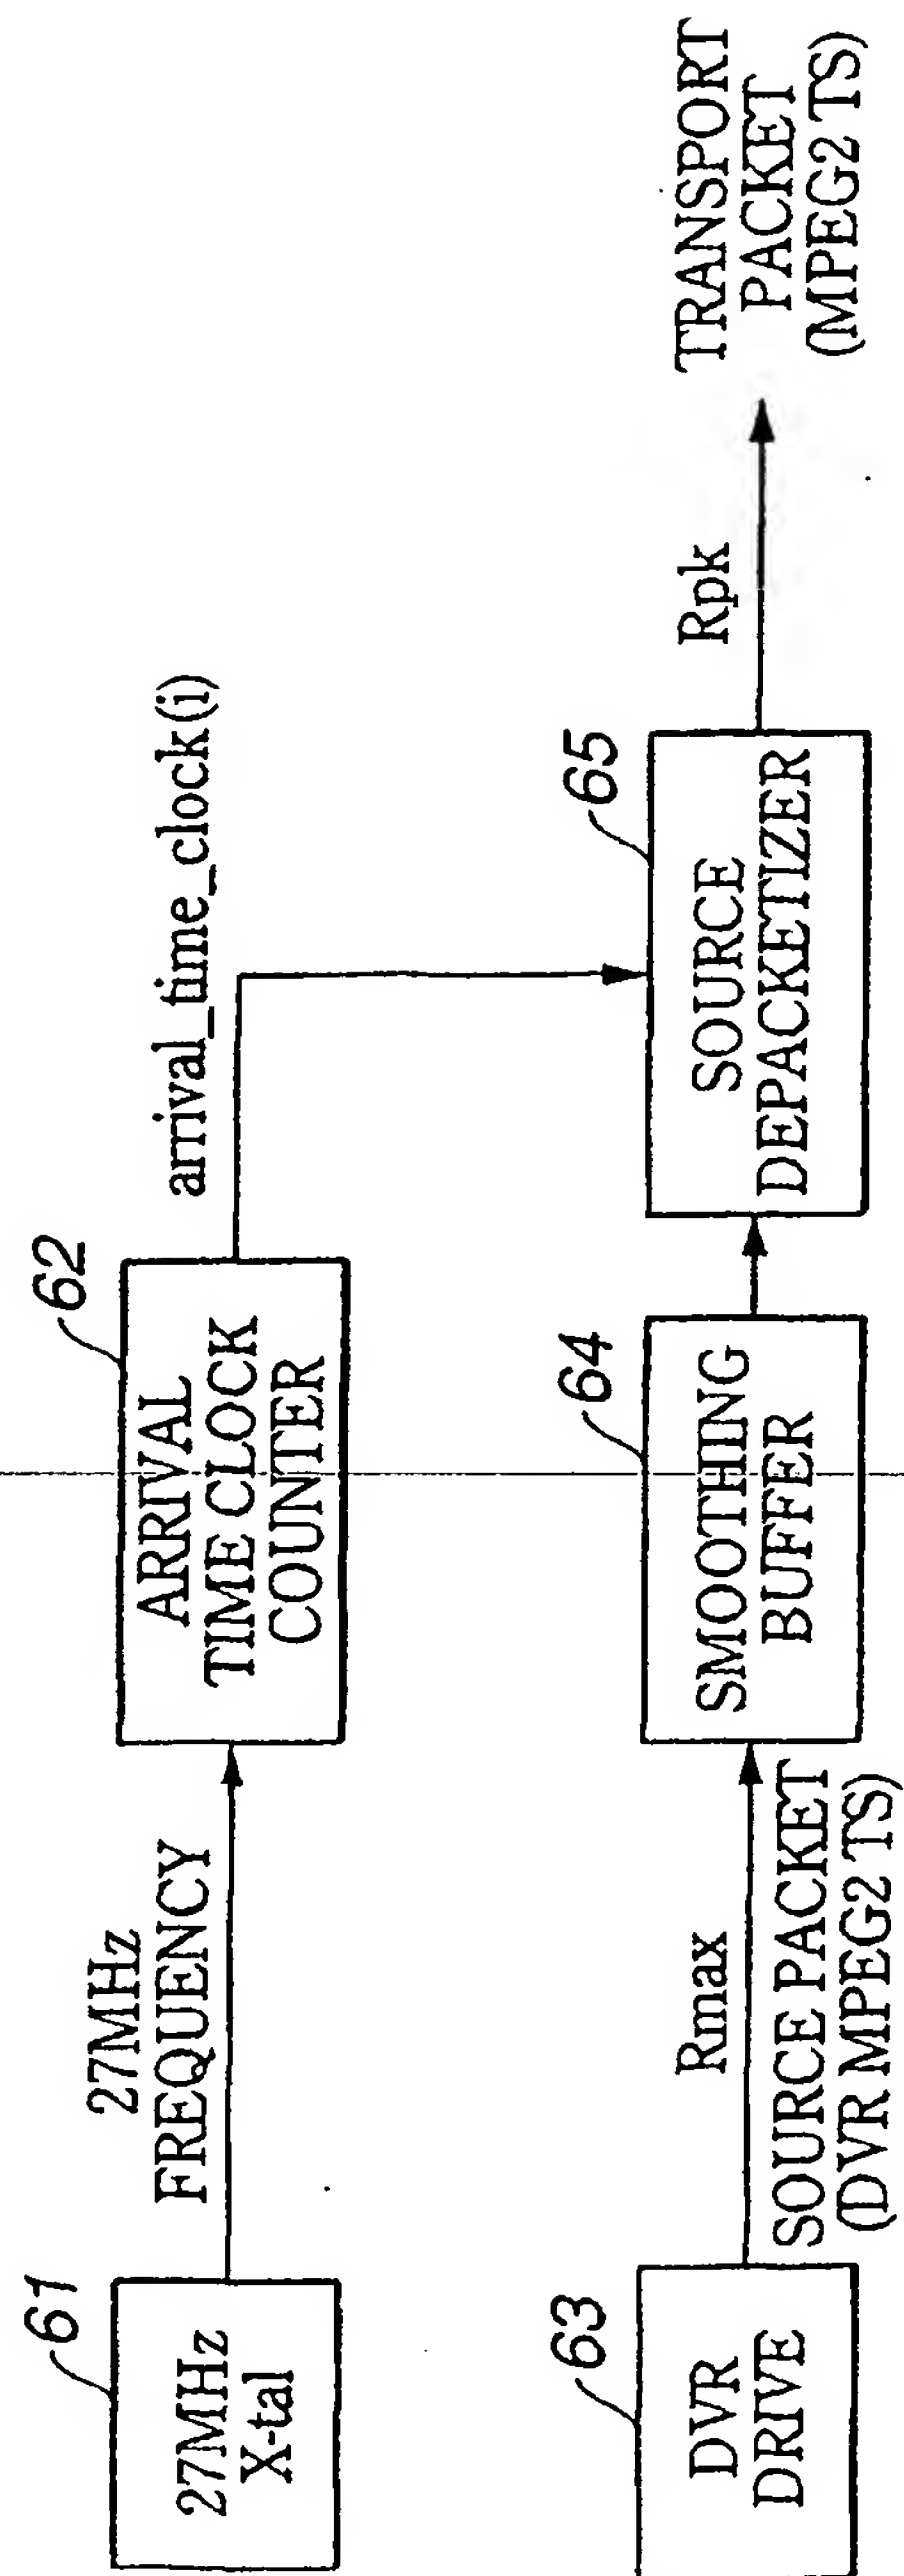 61
27MHz
X-tal
27MHz
FREQUENCY
62
ARRIVAL
TIME CLOCK
COUNTER
arrival_time_clock(i)
63
DVR
DRIVE
Rmax
SOURCE PACKET
(DVR MPEG2 TS)
64
SMOOTHING
BUFFER
65
SOURCE
DEPACKETIZER
Rpk
TRANSPORT
PACKET
(MPEG2 TS)